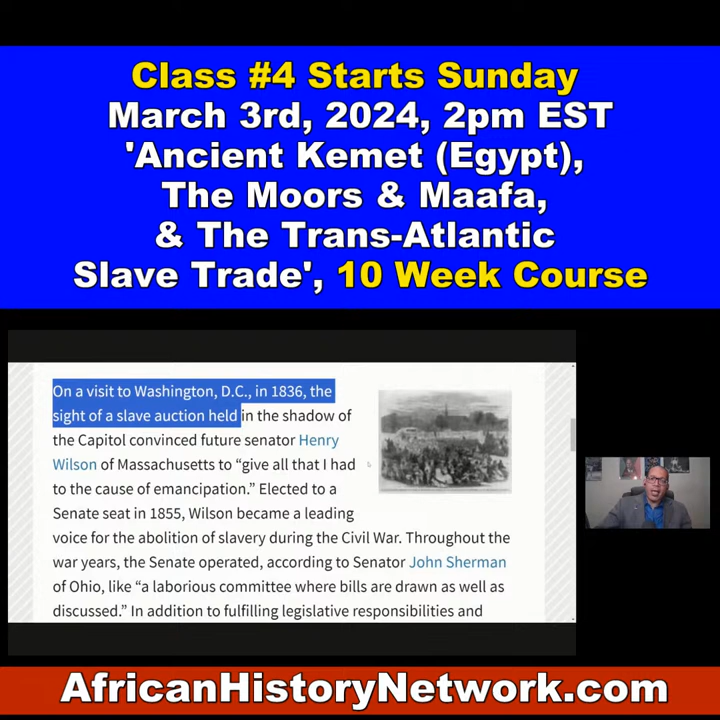 Class #4 Starts Sunday
March 3rd, 2024, 2pm EST
'Ancient Kemet (Egypt),
The Moors & Maafa,
& The Trans-Atlantic
Slave Trade', 10 Week Course
On a visit to Washington, D.C., in 1836, the
sight of a slave auction held in the shadow of
the Capitol convinced future senator Henry
Wilson of Massachusetts to “give all that I had
to the cause of emancipation.” Elected to a
Senate seat in 1855, Wilson became a leading
voice for the abolition of slavery during the Civil War. Throughout the
war years, the Senate operated, according to Senator John Sherman
of Ohio, like “a laborious committee where bills are drawn as well as
discussed.” In addition to fulfilling legislative responsibilities and
AfricanHistoryNetwork.com